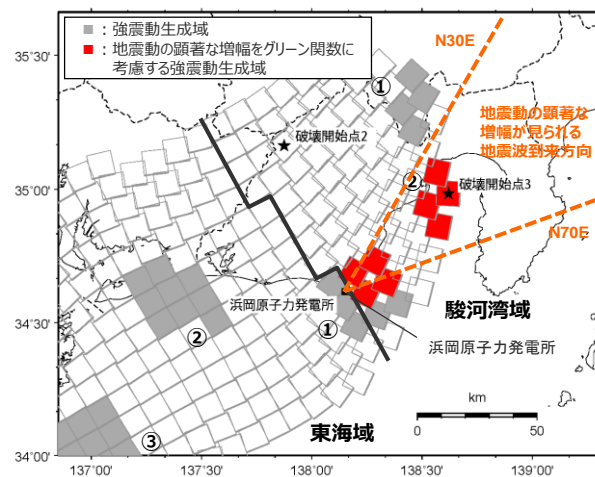 ：強震動生成域
：地震動の顕著な増幅をグリーン関数に
考慮する強震動生成域
N30E
地震動の顕著な
増幅が見られる
地震波到来方向
N70E
①
②
破壊開始点2
破壊開始点3
浜岡原子力発電所
①
②
③
駿河湾域
浜岡原子力発電所
東海域
km
0
50
35°30'
35°00'
34°30'
34°00'
137°00'
137°30'
138°00'
138°30'
139°00'